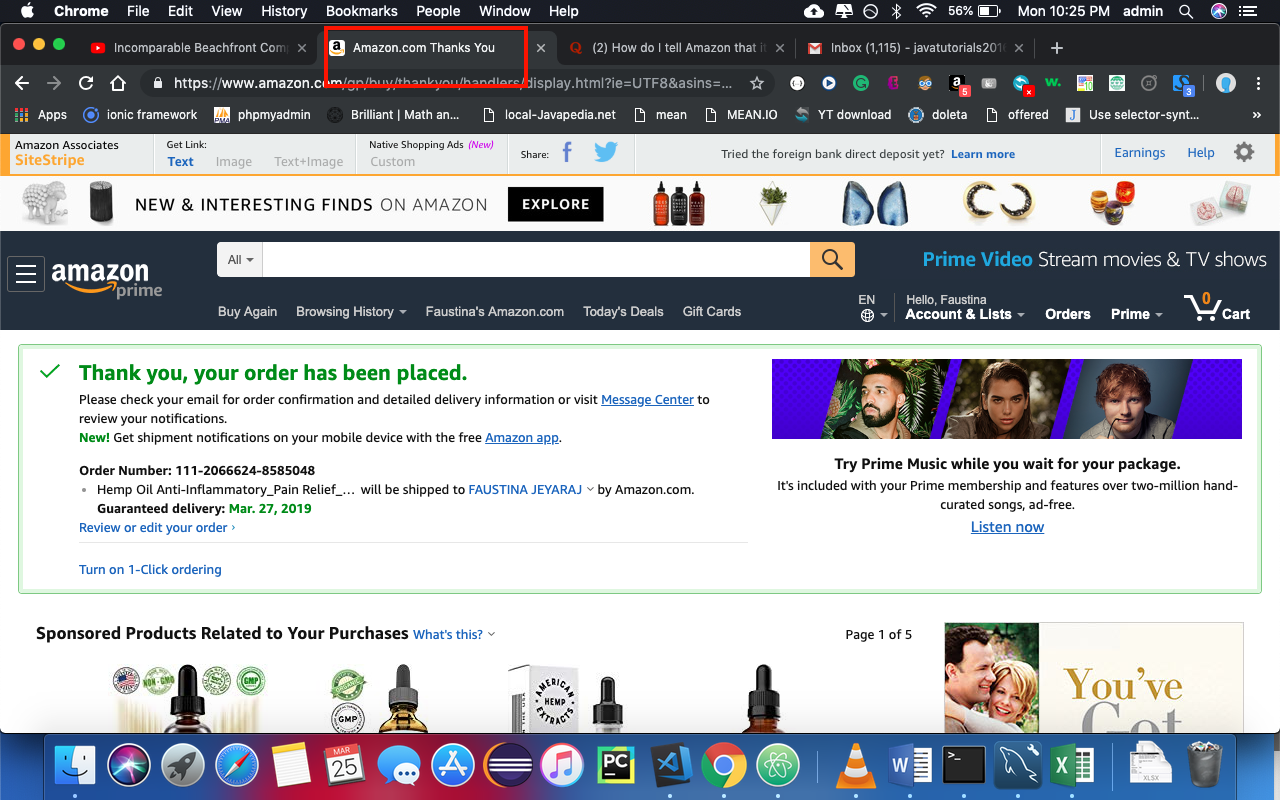 Chrome File Edit View History Bookmarks People Window Help 56% Mon 10:25 PM admin
Incomparable Beachfront Com
Amazon.com Thanks You
(2) How do I tell Amazon that it
Inbox (1,115) - javatutorials201
https://www.amazon.com/gp/buy/thankyou/handlers/display.html?ie=UTF8&asins=...
Apps ionic framework phpmyadmin Brilliant | Math an... local-Javapedia.net mean MEAN.IO YT download doleta offered Use selector-synt... »
Amazon Associates
SiteStripe
Get Link:
Text Image Text+Image
Native Shopping Ads (New)
Custom
Share:
Tried the foreign bank direct deposit yet? Learn more
Earnings Help
NEW & INTERESTING FINDS ON AMAZON EXPLORE
amazon prime
All
Prime Video Stream movies & TV shows
Buy Again Browsing History Faustina's Amazon.com Today's Deals Gift Cards
EN
Hello, Faustina
Account & Lists Orders Prime 0 Cart
Thank you, your order has been placed.
Please check your email for order confirmation and detailed delivery information or visit Message Center to
review your notifications.
New! Get shipment notifications on your mobile device with the free Amazon app.
Order Number: 111-2066624-8585048
Hemp Oil Anti-Inflammatory_Pain Relief_... will be shipped to FAUSTINA JEYARAJ by Amazon.com.
Guaranteed delivery: Mar. 27, 2019
Review or edit your order ›
Turn on 1-Click ordering
Try Prime Music while you wait for your package.
It's included with your Prime membership and features over two-million hand-
curated songs, ad-free.
Listen now
Sponsored Products Related to Your Purchases What's this?
Page 1 of 5
NON-GMO
GMP
GMP
AMERICAN
HEMP
EXTRACTS
You've
Got
MAR
25
PC
W
>_
X
XLSX